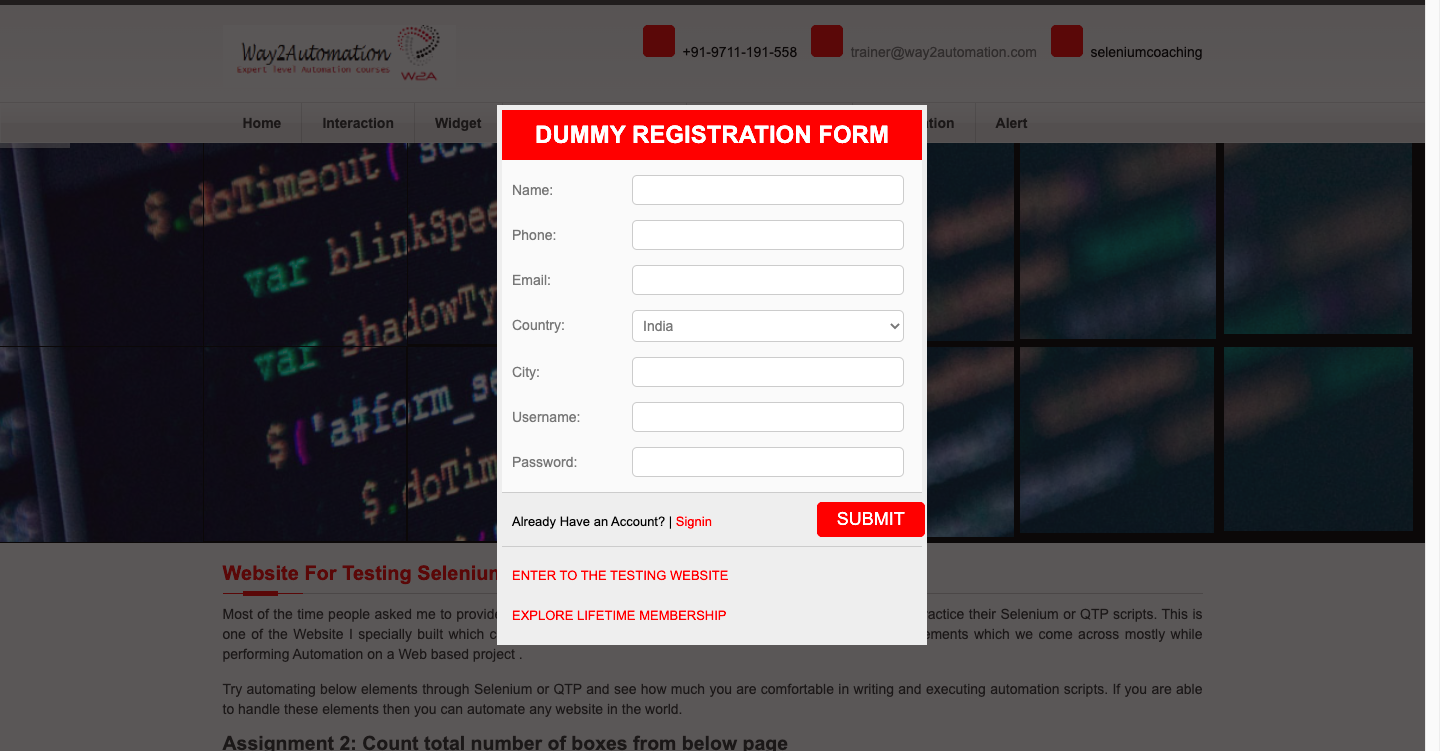 Way2Automation
Expert level Automation courses
W2A
+91-9711-191-558
trainer@way2automation.com
seleniumcoaching
Home
Interaction
Widget
Alert
$.doTimeout(
var blinkSpee
var shadowTy
$('a#form_se
$.doTim
DUMMY REGISTRATION FORM
Name:
Phone:
Email:
Country:
India
City:
Username:
Password:
Already Have an Account? | Signin
SUBMIT
ENTER TO THE TESTING WEBSITE
EXPLORE LIFETIME MEMBERSHIP
Website For Testing Selenium
Most of the time people asked me to provide practice their Selenium or QTP scripts. This is
one of the Website I specially built which elements which we come across mostly while
performing Automation on a Web based project .
Try automating below elements through Selenium or QTP and see how much you are comfortable in writing and executing automation scripts. If you are able
to handle these elements then you can automate any website in the world.
Assignment 2: Count total number of boxes from below page